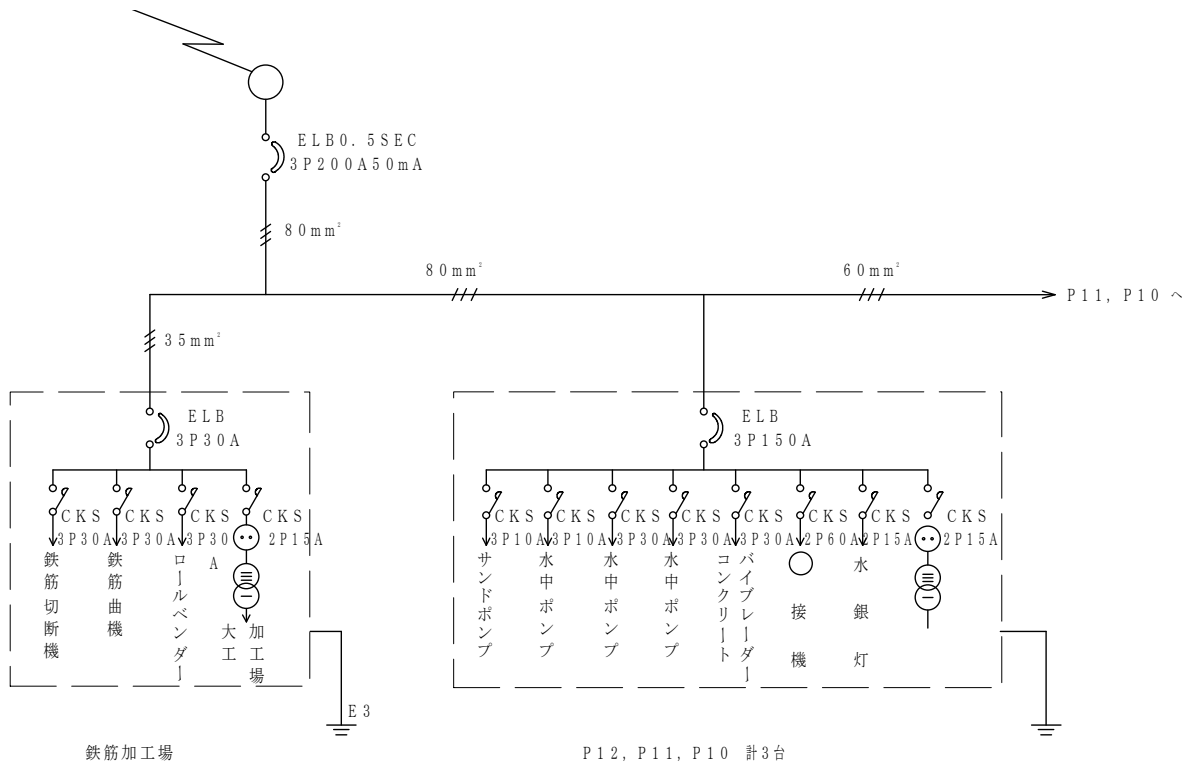 ELB0.5SEC
3P200A50mA
80mm²
80mm²
60mm²
P11, P10 へ
35mm²
ELB
3P30A
CKS
3P30A
CKS
3P30A
CKS
3P30
A
CKS
2P15A
鉄筋切断機
鉄筋曲機
ロールベンダー
大工
加工場
E3
鉄筋加工場
ELB
3P150A
CKS
3P10A
CKS
3P10A
CKS
3P30A
CKS
3P30A
CKS
3P30A
CKS
2P60A
CKS
2P15A
CKS
2P15A
サンドポンプ
水中ポンプ
水中ポンプ
水中ポンプ
コンクリート
バイブレーダー
接機
水銀灯
P12, P11, P10 計3台